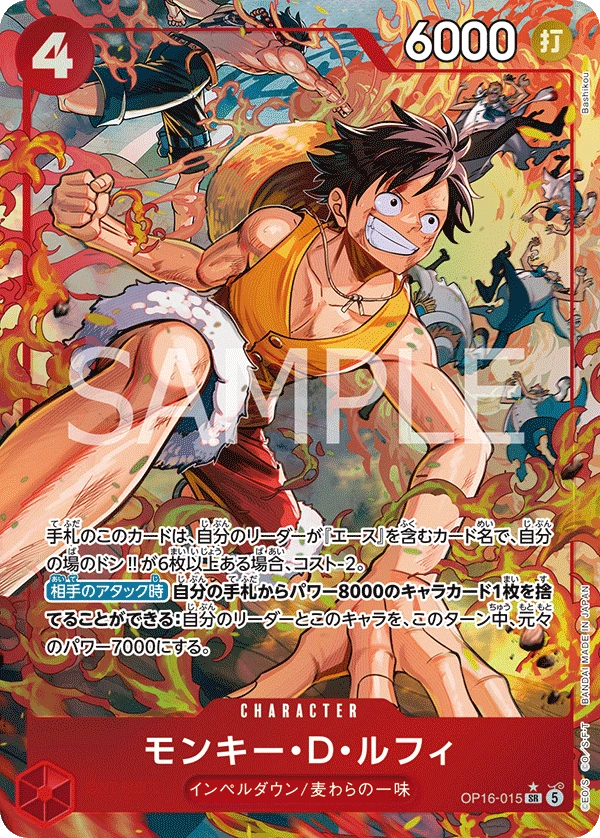 4
6000
打
Bashikou
SAMPLE
手札のこのカードは、自分のリーダーが『エース』を含むカード名で、自分
の場のドン!!が6枚以上ある場合、コスト-2。
相手のアタック時 自分の手札からパワー8000のキャラカード1枚を捨
てることができる:自分のリーダーとこのキャラを、このターン中、元々
のパワー7000にする。
CHARACTER
モンキー・D・ルフィ
インペルダウン/麦わらの一味
OP16-015 SR 5
©E.O/S ©O/S・F・T BANDAI MADE IN JAPAN